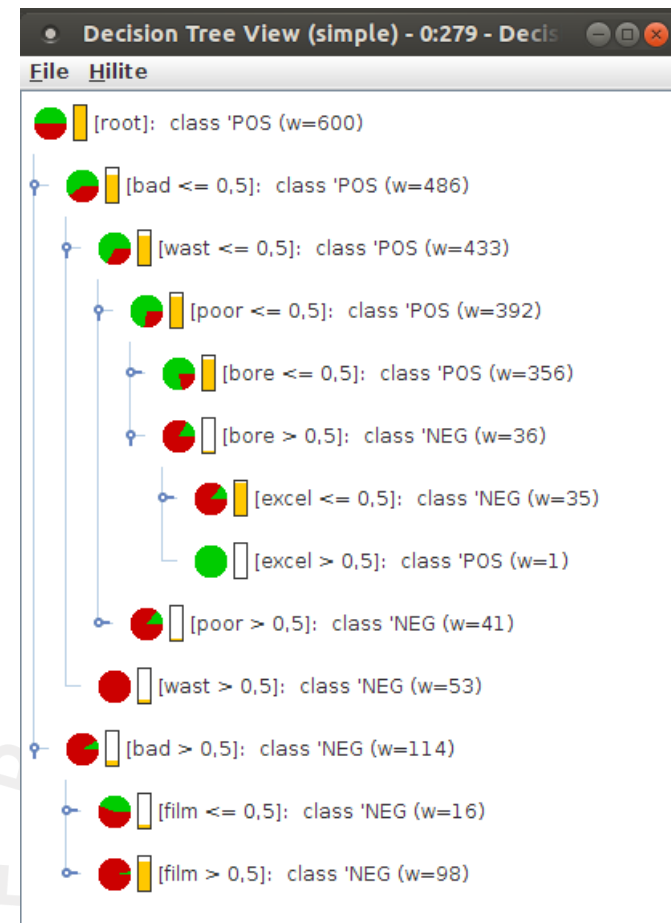 Decision Tree View (simple) - 0:279 - Decis
File Hilite
[root]: class 'POS (w=600)
[bad <= 0,5]: class 'POS (w=486)
[wast <= 0,5]: class 'POS (w=433)
[poor <= 0,5]: class 'POS (w=392)
[bore <= 0,5]: class 'POS (w=356)
[bore > 0,5]: class 'NEG (w=36)
[excel <= 0,5]: class 'NEG (w=35)
[excel > 0,5]: class 'POS (w=1)
[poor > 0,5]: class 'NEG (w=41)
[wast > 0,5]: class 'NEG (w=53)
[bad > 0,5]: class 'NEG (w=114)
[film <= 0,5]: class 'NEG (w=16)
[film > 0,5]: class 'NEG (w=98)